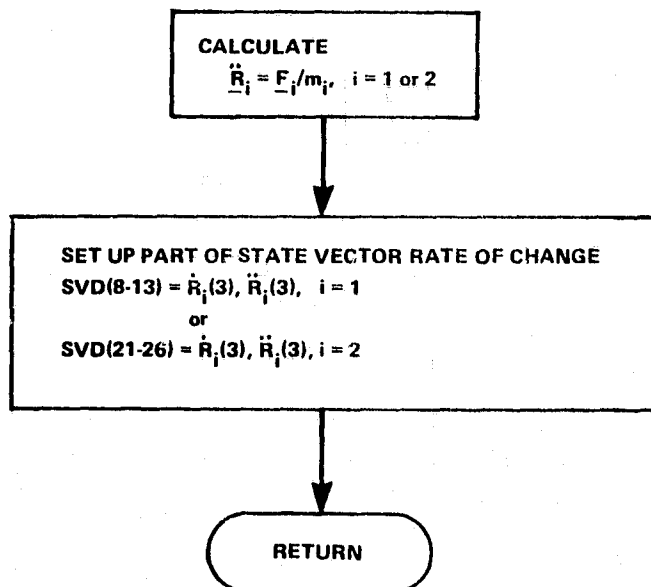 CALCULATE
R̲̈ᵢ = F̲ᵢ/mᵢ, i = 1 or 2
SET UP PART OF STATE VECTOR RATE OF CHANGE
SVD(8-13) = Ṙᵢ(3), R̈ᵢ(3), i = 1
or
SVD(21-26) = Ṙᵢ(3), R̈ᵢ(3), i = 2
RETURN